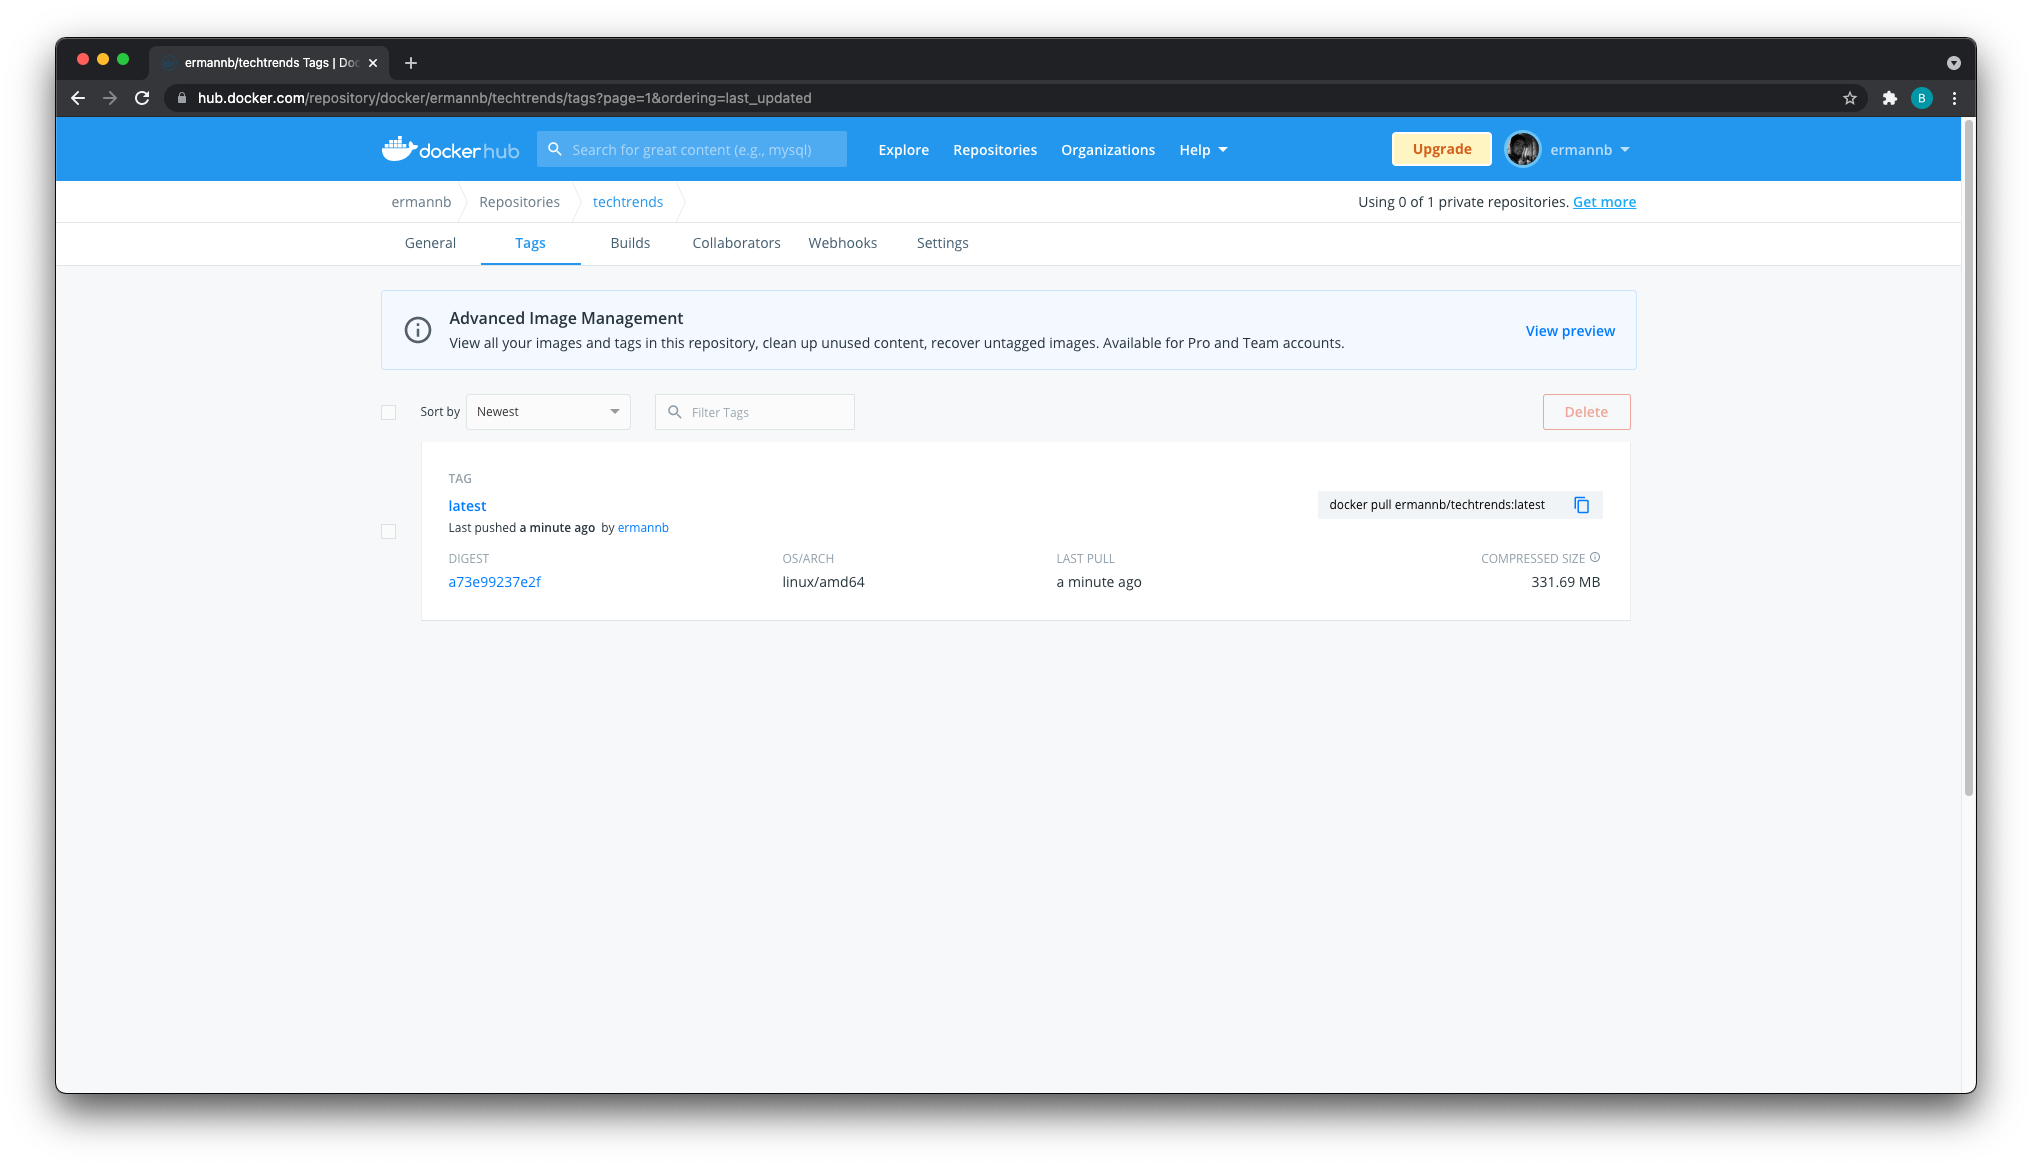 ermannb/techtrends Tags | Doc
hub.docker.com/repository/docker/ermannb/techtrends/tags?page=1&ordering=last_updated
B
dockerhub
Search for great content (e.g., mysql)
Explore
Repositories
Organizations
Help
Upgrade
ermannb
ermannb
Repositories
techtrends
Using 0 of 1 private repositories. Get more
General
Tags
Builds
Collaborators
Webhooks
Settings
Advanced Image Management
View all your images and tags in this repository, clean up unused content, recover untagged images. Available for Pro and Team accounts.
View preview
Sort by
Newest
Filter Tags
Delete
TAG
latest
docker pull ermannb/techtrends:latest
Last pushed a minute ago by ermannb
DIGEST
OS/ARCH
LAST PULL
COMPRESSED SIZE
a73e99237e2f
linux/amd64
a minute ago
331.69 MB